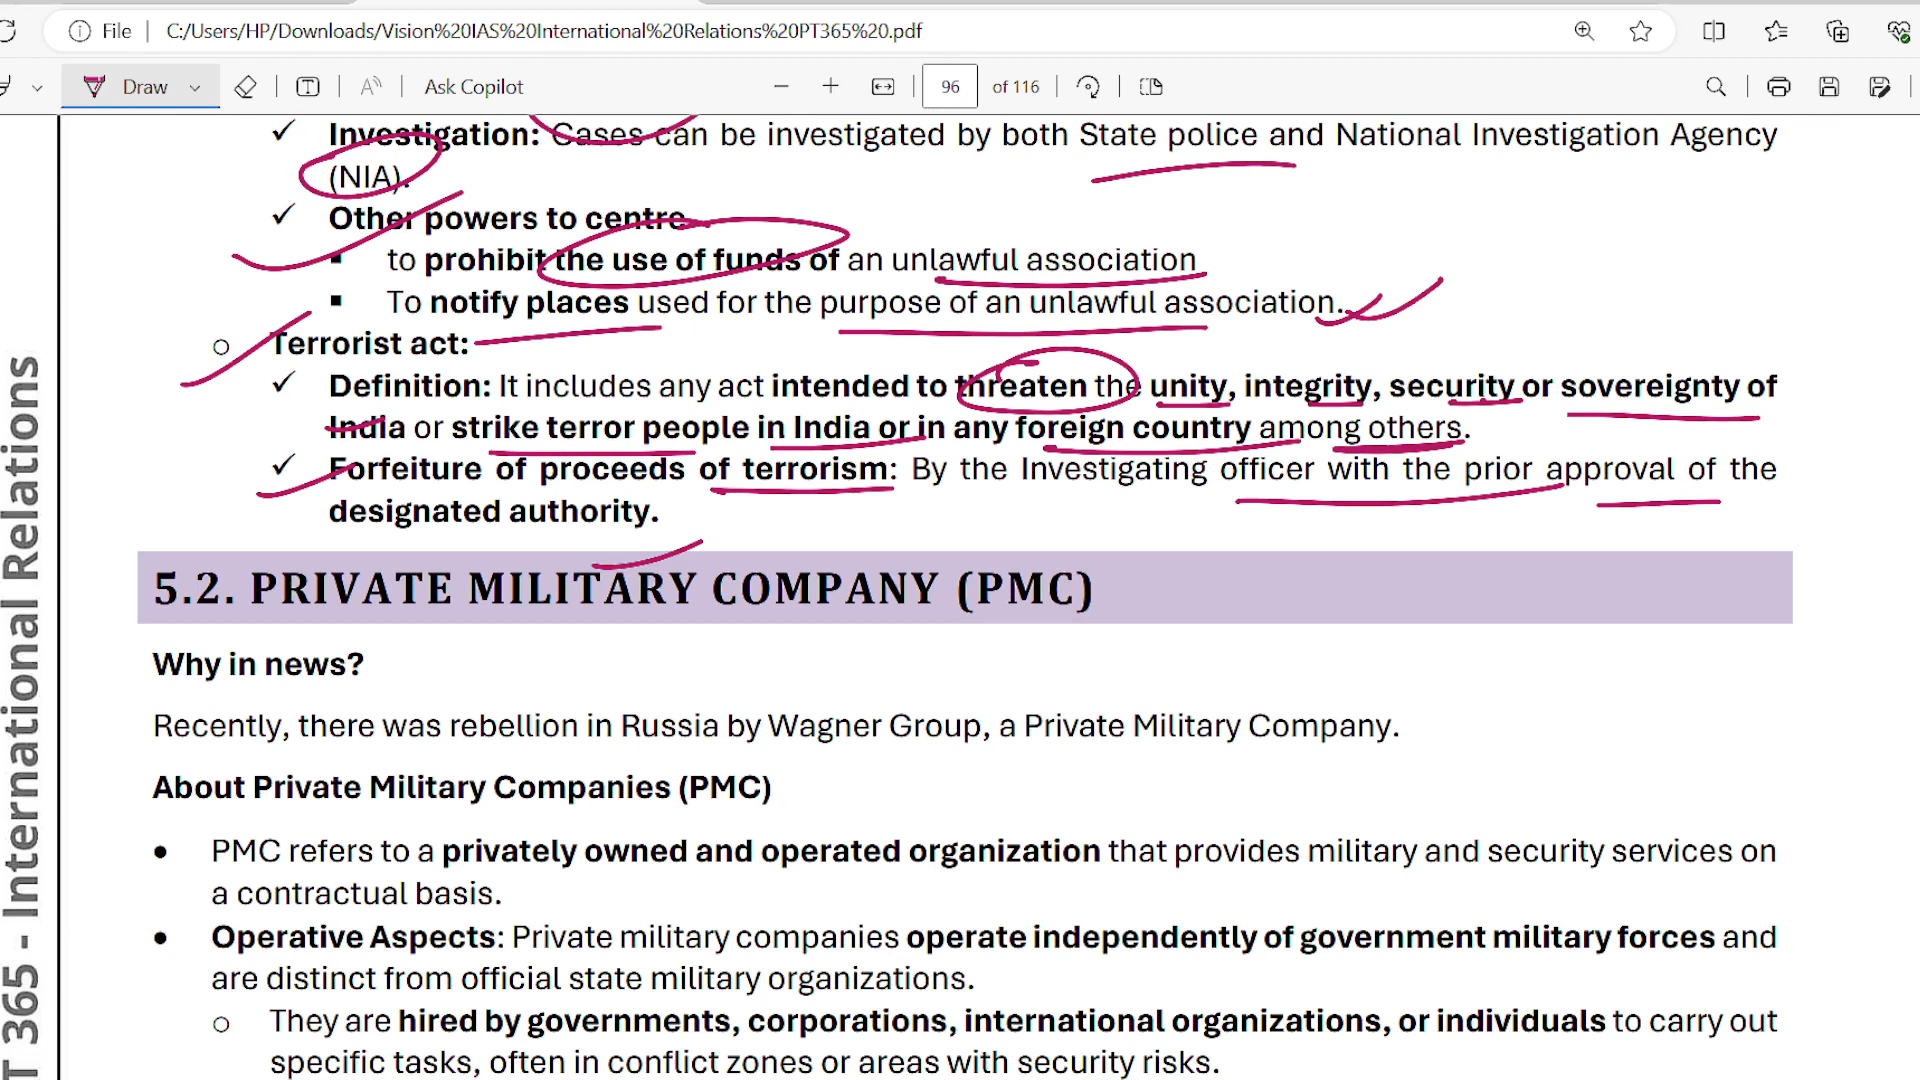 File C:/Users/HP/Downloads/Vision%20IAS%20International%20Relations%20PT365%20.pdf
Draw Ask Copilot 96 of 116
✓ Investigation: Cases can be investigated by both State police and National Investigation Agency
(NIA).
✓ Other powers to centre
▪ to prohibit the use of funds of an unlawful association
▪ To notify places used for the purpose of an unlawful association.
o Terrorist act:
✓ Definition: It includes any act intended to threaten the unity, integrity, security or sovereignty of
India or strike terror people in India or in any foreign country among others.
✓ Forfeiture of proceeds of terrorism: By the Investigating officer with the prior approval of the
designated authority.
5.2. PRIVATE MILITARY COMPANY (PMC)
Why in news?
Recently, there was rebellion in Russia by Wagner Group, a Private Military Company.
About Private Military Companies (PMC)
• PMC refers to a privately owned and operated organization that provides military and security services on
a contractual basis.
• Operative Aspects: Private military companies operate independently of government military forces and
are distinct from official state military organizations.
o They are hired by governments, corporations, international organizations, or individuals to carry out
specific tasks, often in conflict zones or areas with security risks.
T 365 - International Relations